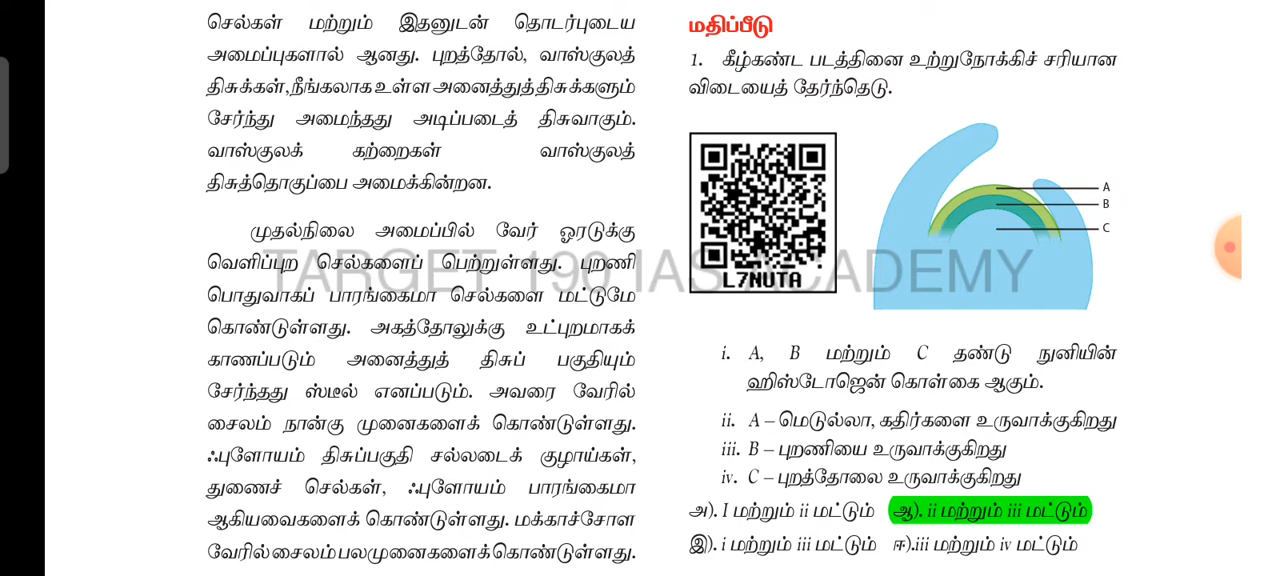 செல்கள் மற்றும் இதனுடன் தொடர்புடைய
அமைப்புகளால் ஆனது. புறத்தோல், வாஸ்குலத்
திசுக்கள்,நீங்கலாக உள்ள அனைத்துத்திசுக்களும்
சேர்ந்து அமைந்தது அடிப்படைத் திசுவாகும்.
வாஸ்குலக் கற்றைகள் வாஸ்குலத்
திசுத்தொகுப்பை அமைக்கின்றன.
முதல்நிலை அமைப்பில் வேர் ஓரடுக்கு
வெளிப்புற செல்களைப் பெற்றுள்ளது. புறணி
பொதுவாகப் பாரங்கைமா செல்களை மட்டுமே
கொண்டுள்ளது. அகத்தோலுக்கு உட்புறமாகக்
காணப்படும் அனைத்துத் திசுப் பகுதியும்
சேர்ந்தது ஸ்டீல் எனப்படும். அவரை வேரில்
சைலம் நான்கு முனைகளைக் கொண்டுள்ளது.
ஃபுளோயம் திசுப்பகுதி சல்லடைக் குழாய்கள்,
துணைச் செல்கள், ஃபுளோயம் பாரங்கைமா
ஆகியவைகளைக் கொண்டுள்ளது. மக்காச்சோள
வேரில் சைலம் பலமுனைகளைக்கொண்டுள்ளது.
மதிப்பீடு
1. கீழ்கண்ட படத்தினை உற்றுநோக்கிச் சரியான
விடையைத் தேர்ந்தெடு.
L7NUTA
A
B
C
TARGET 190 IAS ACADEMY
i. A, B மற்றும் C தண்டு நுனியின்
ஹிஸ்டோஜென் கொள்கை ஆகும்.
ii. A – மெடுல்லா, கதிர்களை உருவாக்குகிறது
iii. B – புறணியை உருவாக்குகிறது
iv. C – புறத்தோலை உருவாக்குகிறது
அ). I மற்றும் ii மட்டும் ஆ). ii மற்றும் iii மட்டும்
இ). i மற்றும் iii மட்டும் ஈ).iii மற்றும் iv மட்டும்